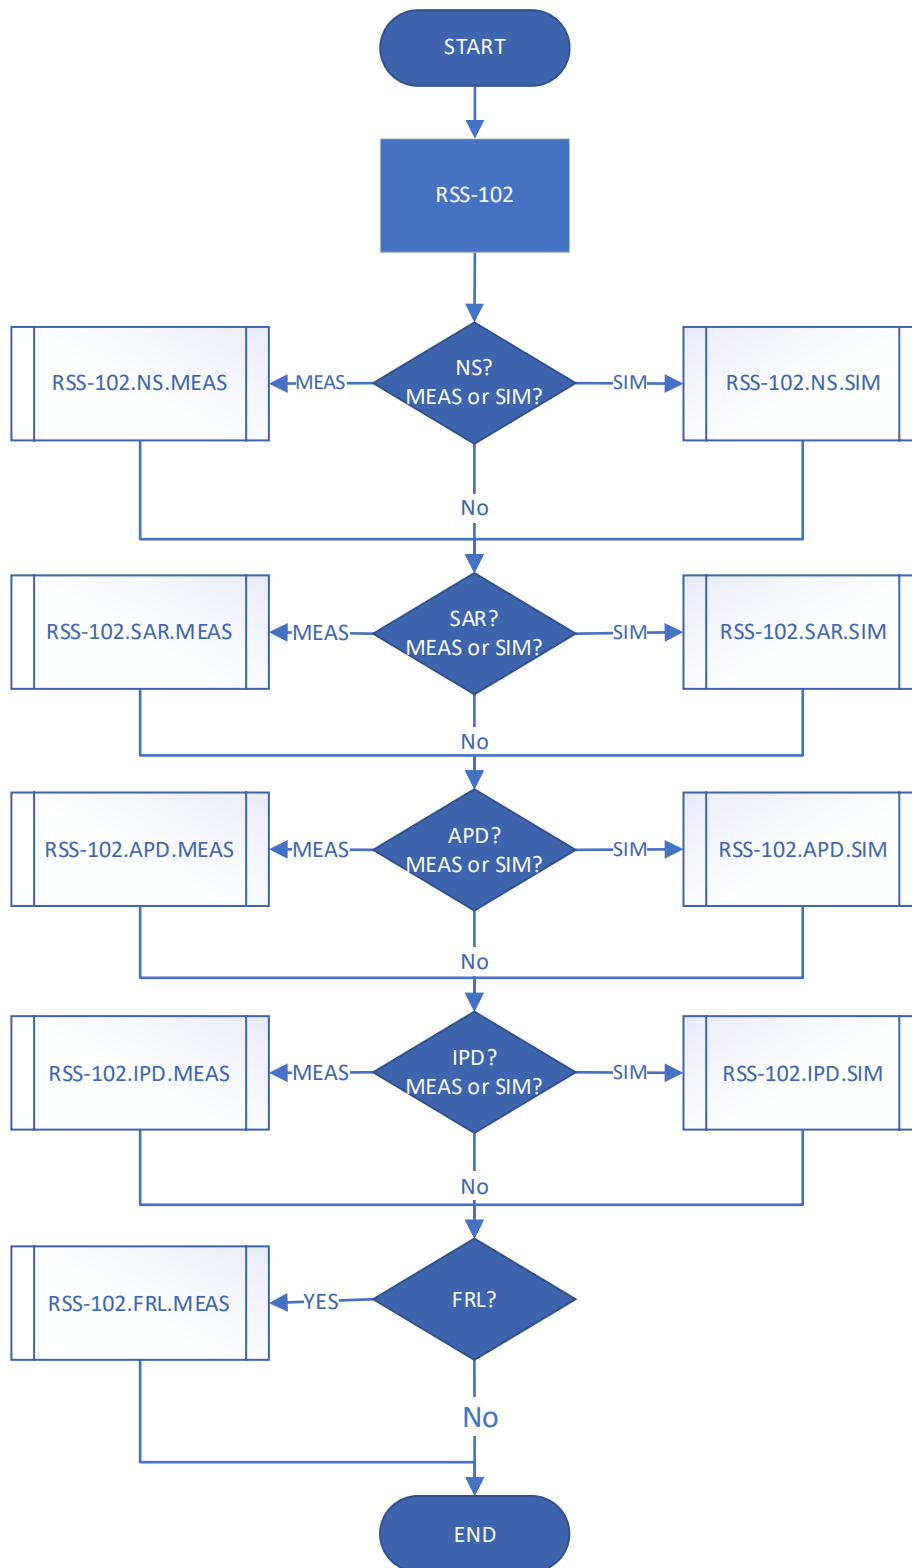 START
RSS-102
NS?
MEAS or SIM?
RSS-102.NS.MEAS
MEAS
SIM
RSS-102.NS.SIM
No
SAR?
MEAS or SIM?
RSS-102.SAR.MEAS
MEAS
SIM
RSS-102.SAR.SIM
No
APD?
MEAS or SIM?
RSS-102.APD.MEAS
MEAS
SIM
RSS-102.APD.SIM
No
IPD?
MEAS or SIM?
RSS-102.IPD.MEAS
MEAS
SIM
RSS-102.IPD.SIM
No
RSS-102.FRL.MEAS
YES
FRL?
No
END